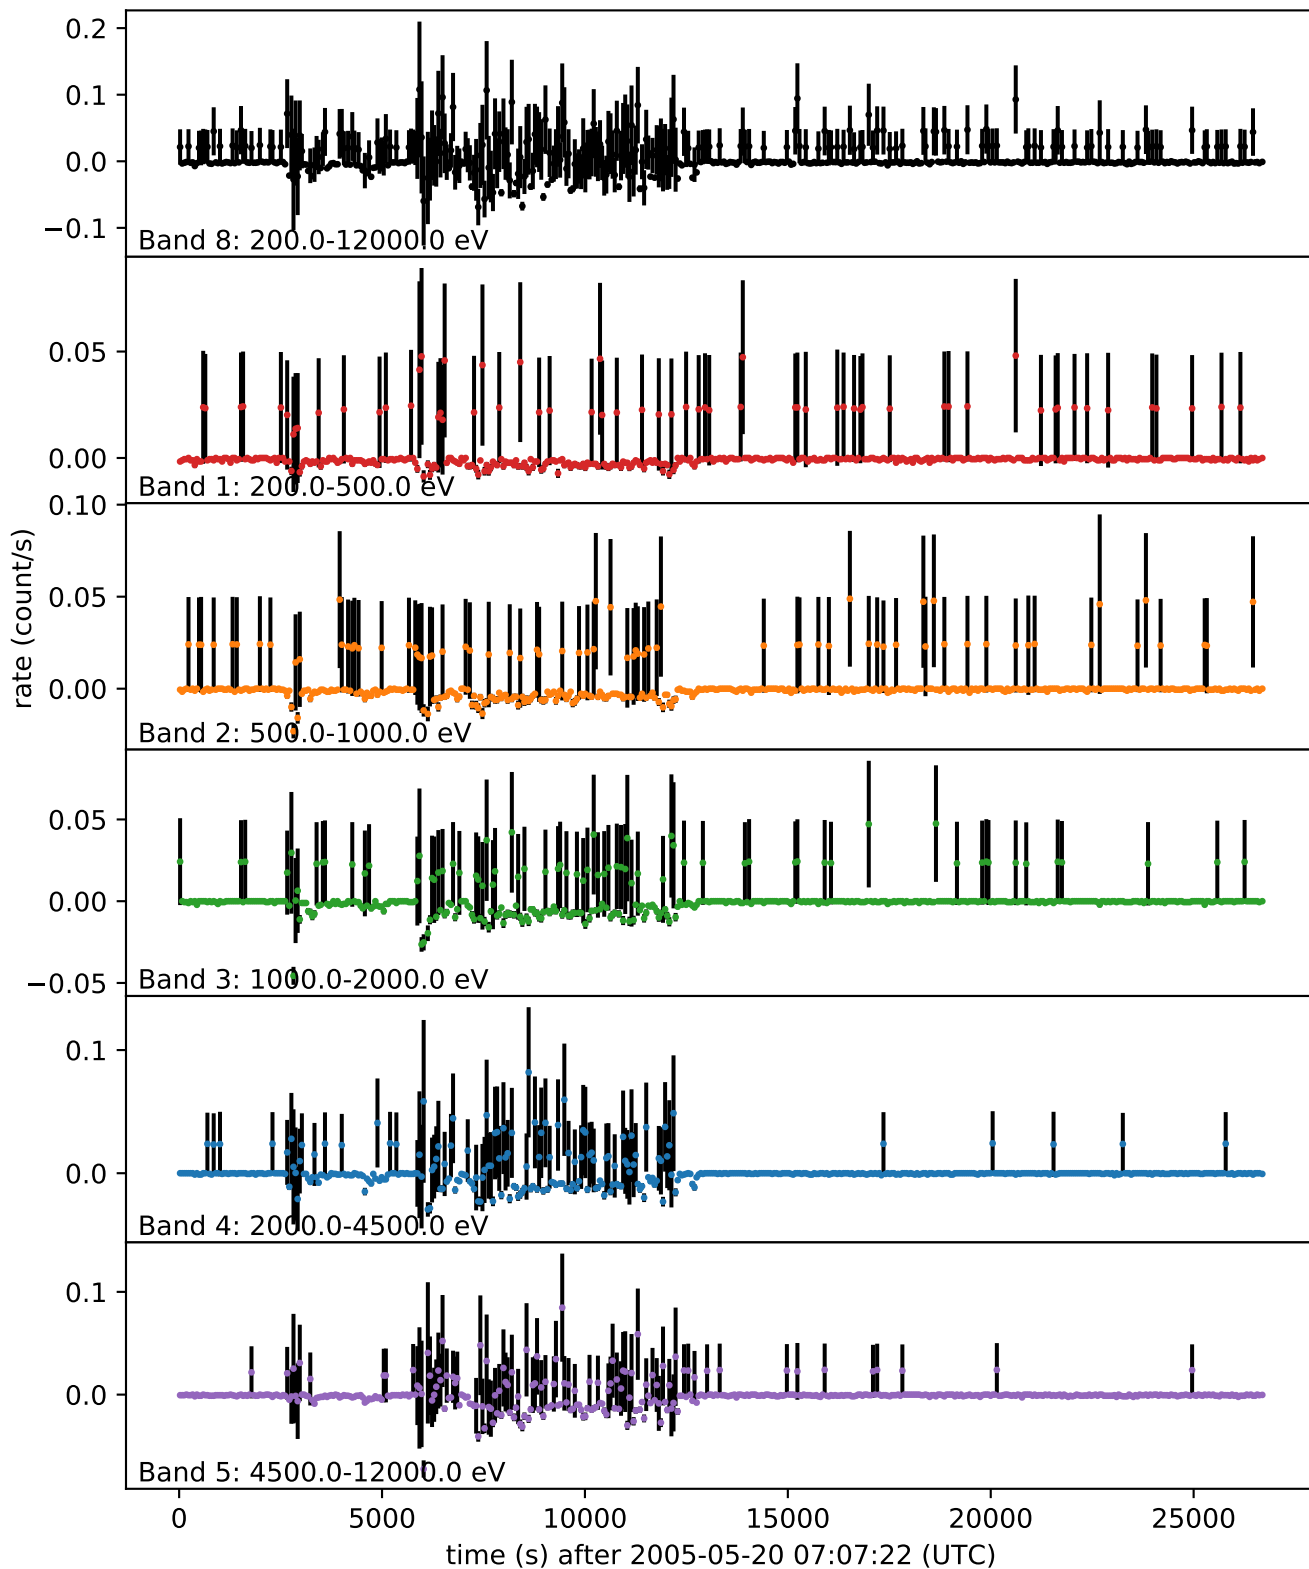 0.2
0.1
0.0
−0.1
Band 8: 200.0-12000.0 eV
0.05
0.00
Band 1: 200.0-500.0 eV
0.10
0.05
0.00
Band 2: 500.0-1000.0 eV
rate (count/s)
0.05
0.00
−0.05
Band 3: 1000.0-2000.0 eV
0.1
0.0
Band 4: 2000.0-4500.0 eV
0.1
0.0
Band 5: 4500.0-12000.0 eV
0 5000 10000 15000 20000 25000
time (s) after 2005-05-20 07:07:22 (UTC)